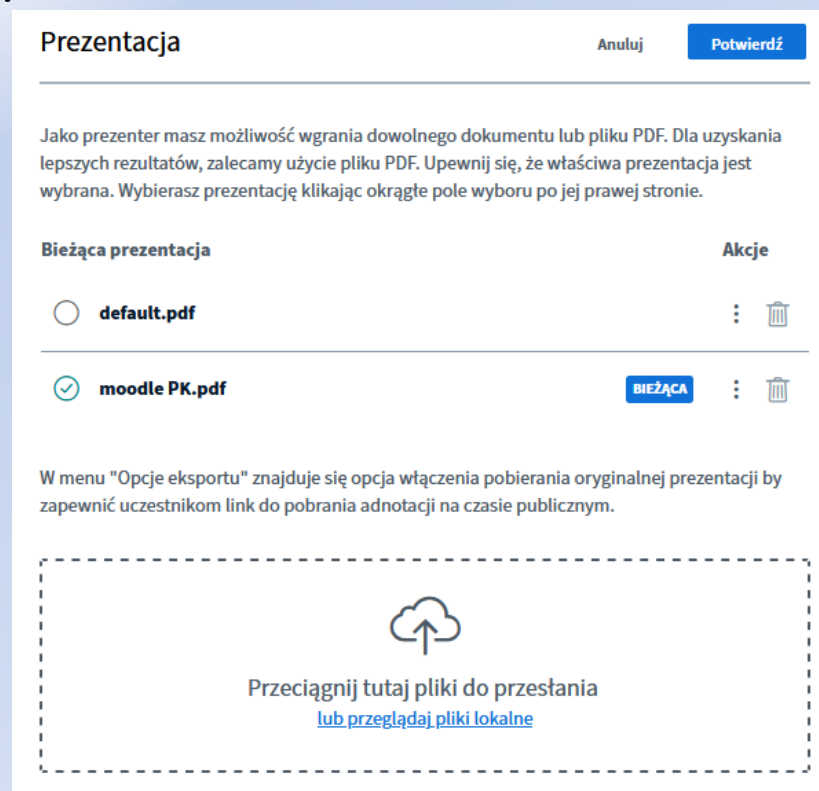 Prezentacja
Anuluj
Potwierdź
Jako prezenter masz możliwość wgrania dowolnego dokumentu lub pliku PDF. Dla uzyskania
lepszych rezultatów, zalecamy użycie pliku PDF. Upewnij się, że właściwa prezentacja jest
wybrana. Wybierasz prezentację klikając okrągłe pole wyboru po jej prawej stronie.
Bieżąca prezentacja
Akcje
default.pdf
moodle PK.pdf
BIEŻĄCA
W menu "Opcje eksportu" znajduje się opcja włączenia pobierania oryginalnej prezentacji by
zapewnić uczestnikom link do pobrania adnotacji na czasie publicznym.
Przeciągnij tutaj pliki do przesłania
lub przeglądaj pliki lokalne